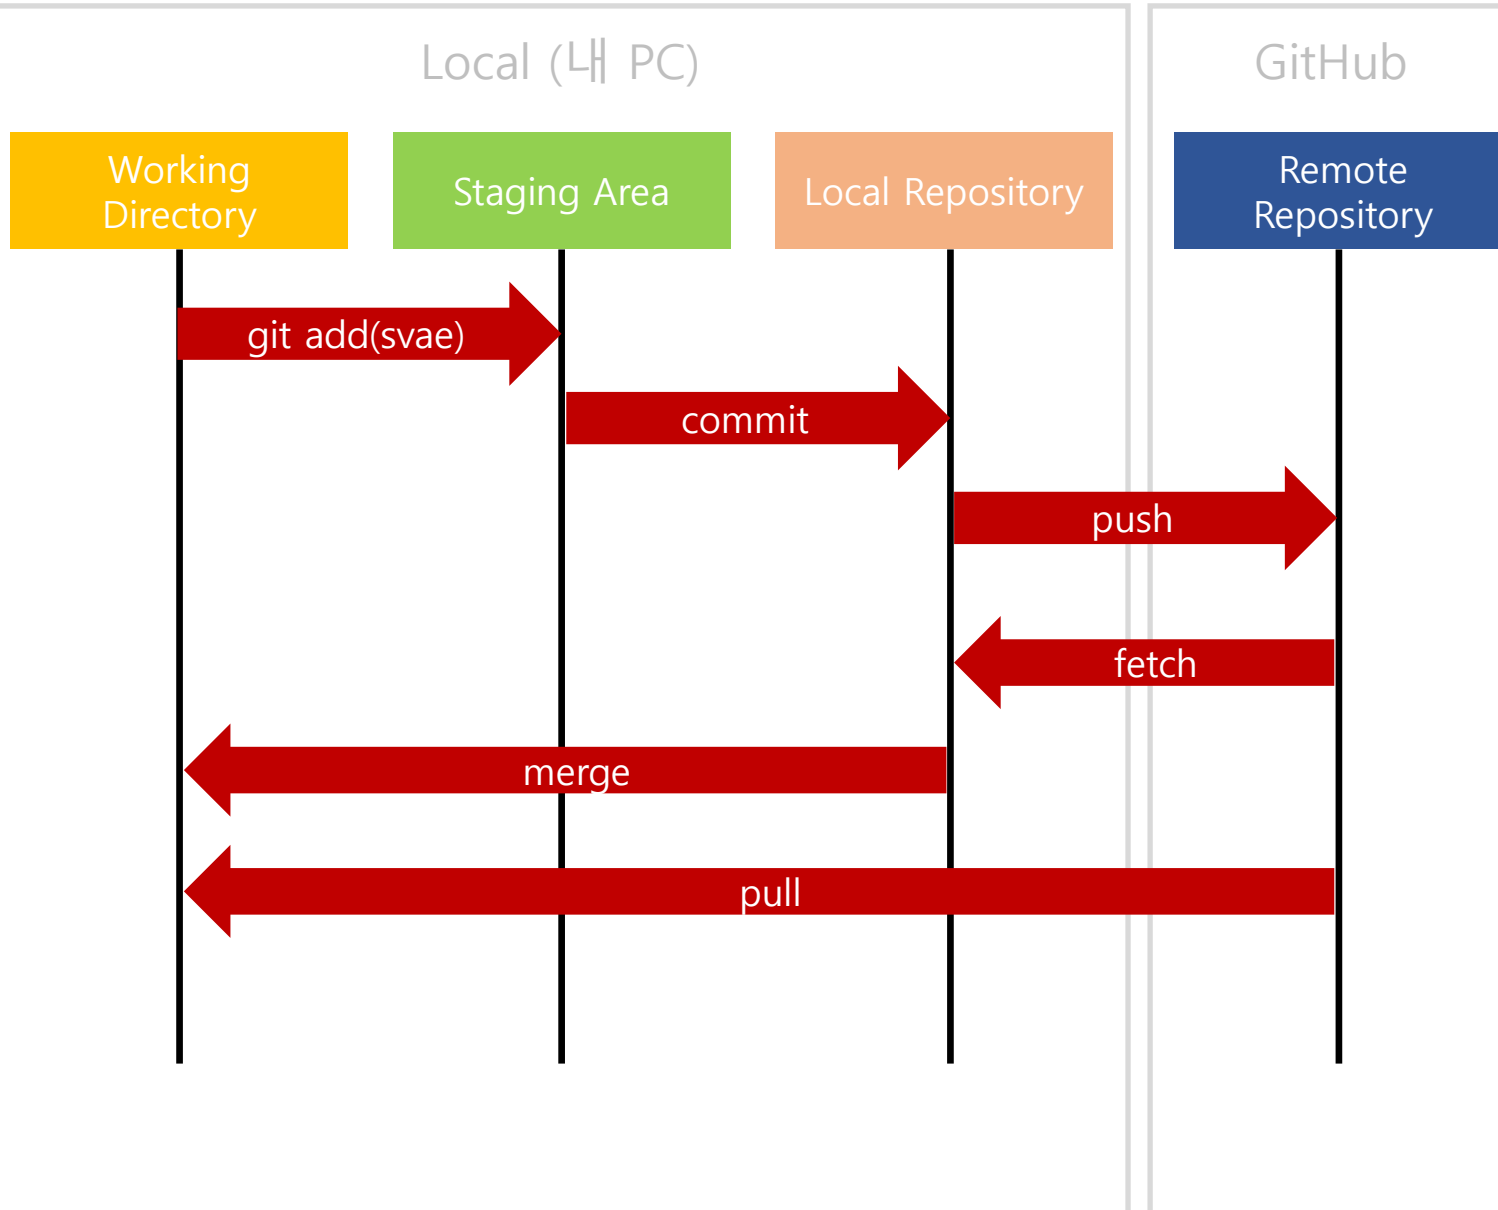 Local (내 PC)
GitHub
Working
Directory
Staging Area
Local Repository
Remote
Repository
git add(svae)
commit
push
fetch
merge
pull